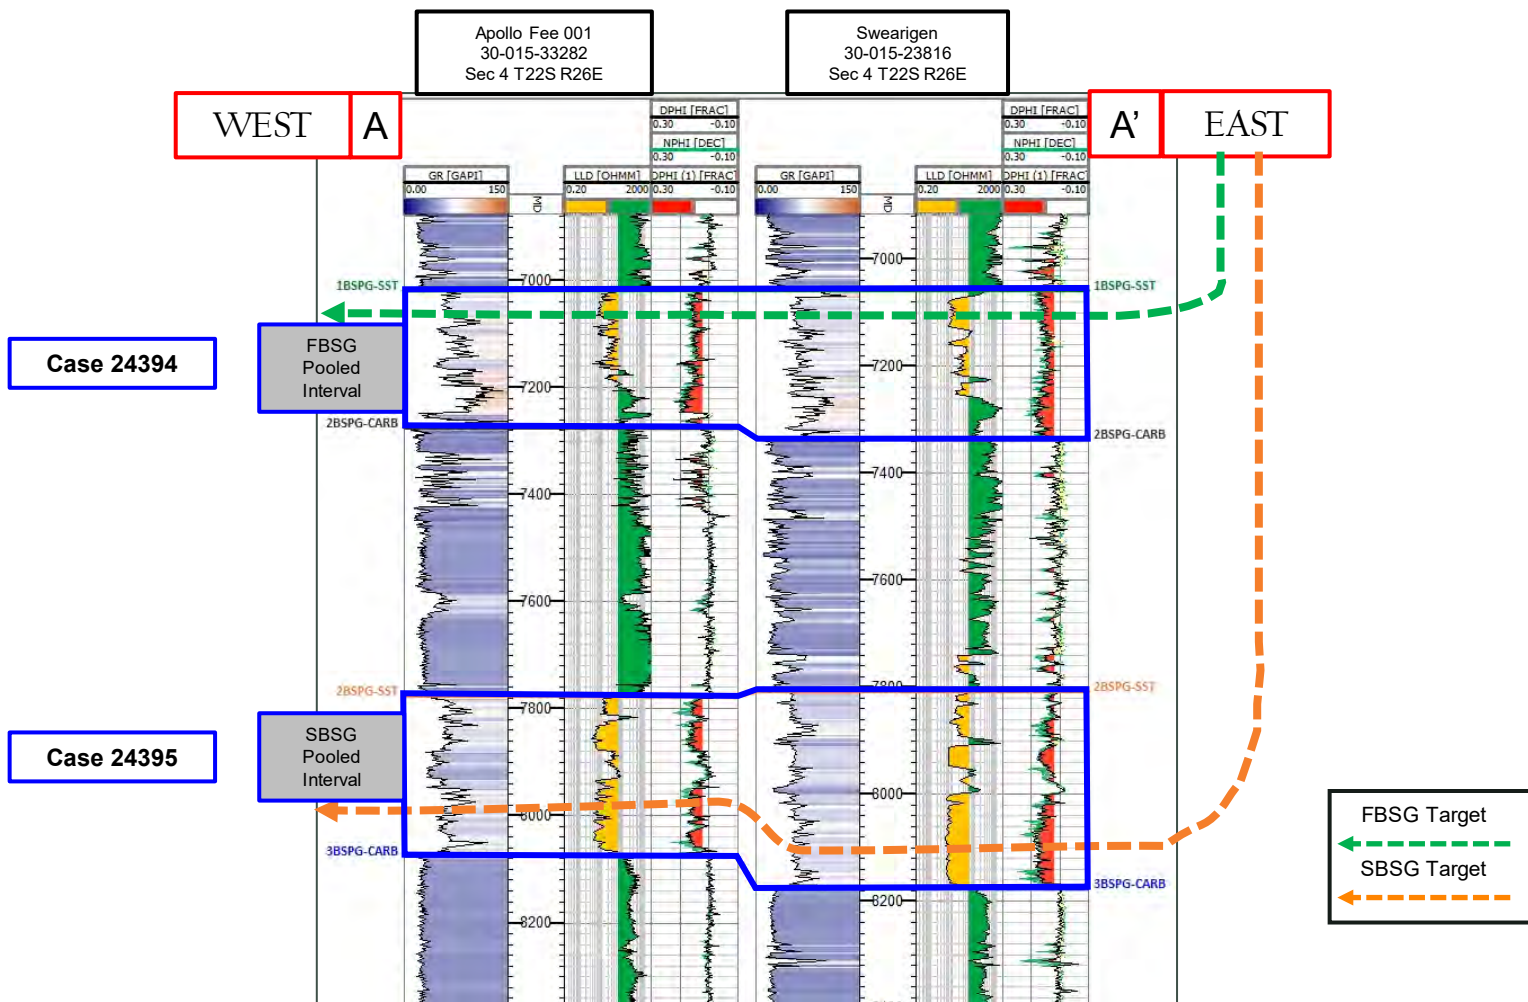 Apollo Fee 001
30-015-33282
Sec 4 T22S R26E
Swearigen
30-015-23816
Sec 4 T22S R26E
WEST
A
A'
EAST
DPHI [FRAC]
0.30 -0.10
NPHI [DEC]
0.30 -0.10
GR [GAPI]
0.00 150
MD
LLD [OHMM]
0.20 2000
DPHI (1) [FRAC]
0.30 -0.10
DPHI [FRAC]
0.30 -0.10
NPHI [DEC]
0.30 -0.10
GR [GAPI]
0.00 150
MD
LLD [OHMM]
0.20 2000
DPHI (1) [FRAC]
0.30 -0.10
1BSPG-SST
7000
7000
1BSPG-SST
Case 24394
FBSG
Pooled
Interval
7200
7200
2BSPG-CARB
2BSPG-CARB
7400
7400
7600
7600
2BSPG-SST
7800
7800
2BSPG-SST
Case 24395
SBSG
Pooled
Interval
8000
8000
3BSPG-CARB
3BSPG-CARB
8200
8200
FBSG Target
SBSG Target